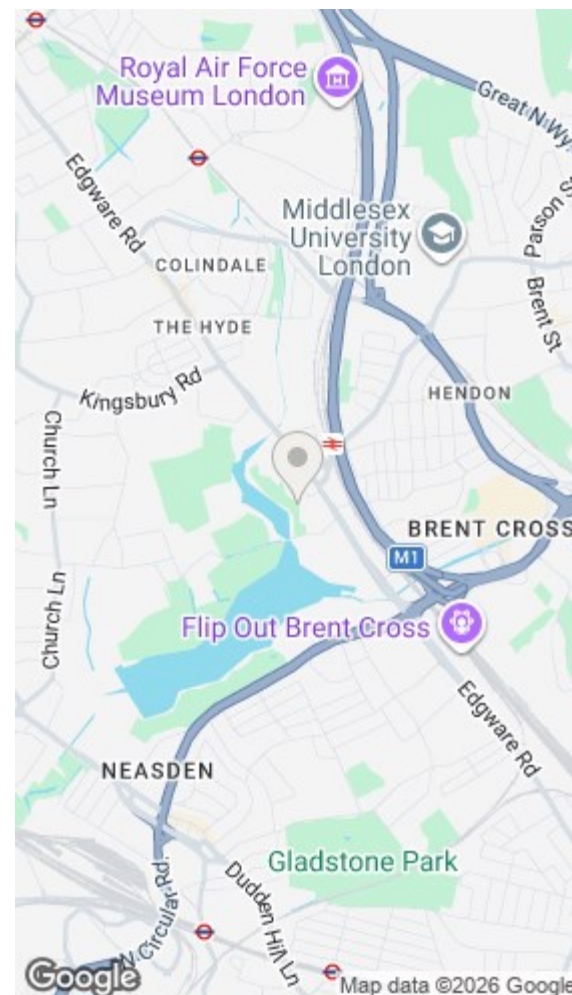 Royal Air Force
Museum London
Great N Wy
Edgware Rd
Middlesex
University
London
Parson St
COLINDALE
Brent St
THE HYDE
Kingsbury Rd
HENDON
Church Ln
BRENT CROSS
M1
Church Ln
Flip Out Brent Cross
Edgware Rd
NEASDEN
Gladstone Park
N Circular Rd
Dudden Hill Ln
Google
Map data ©2026 Google